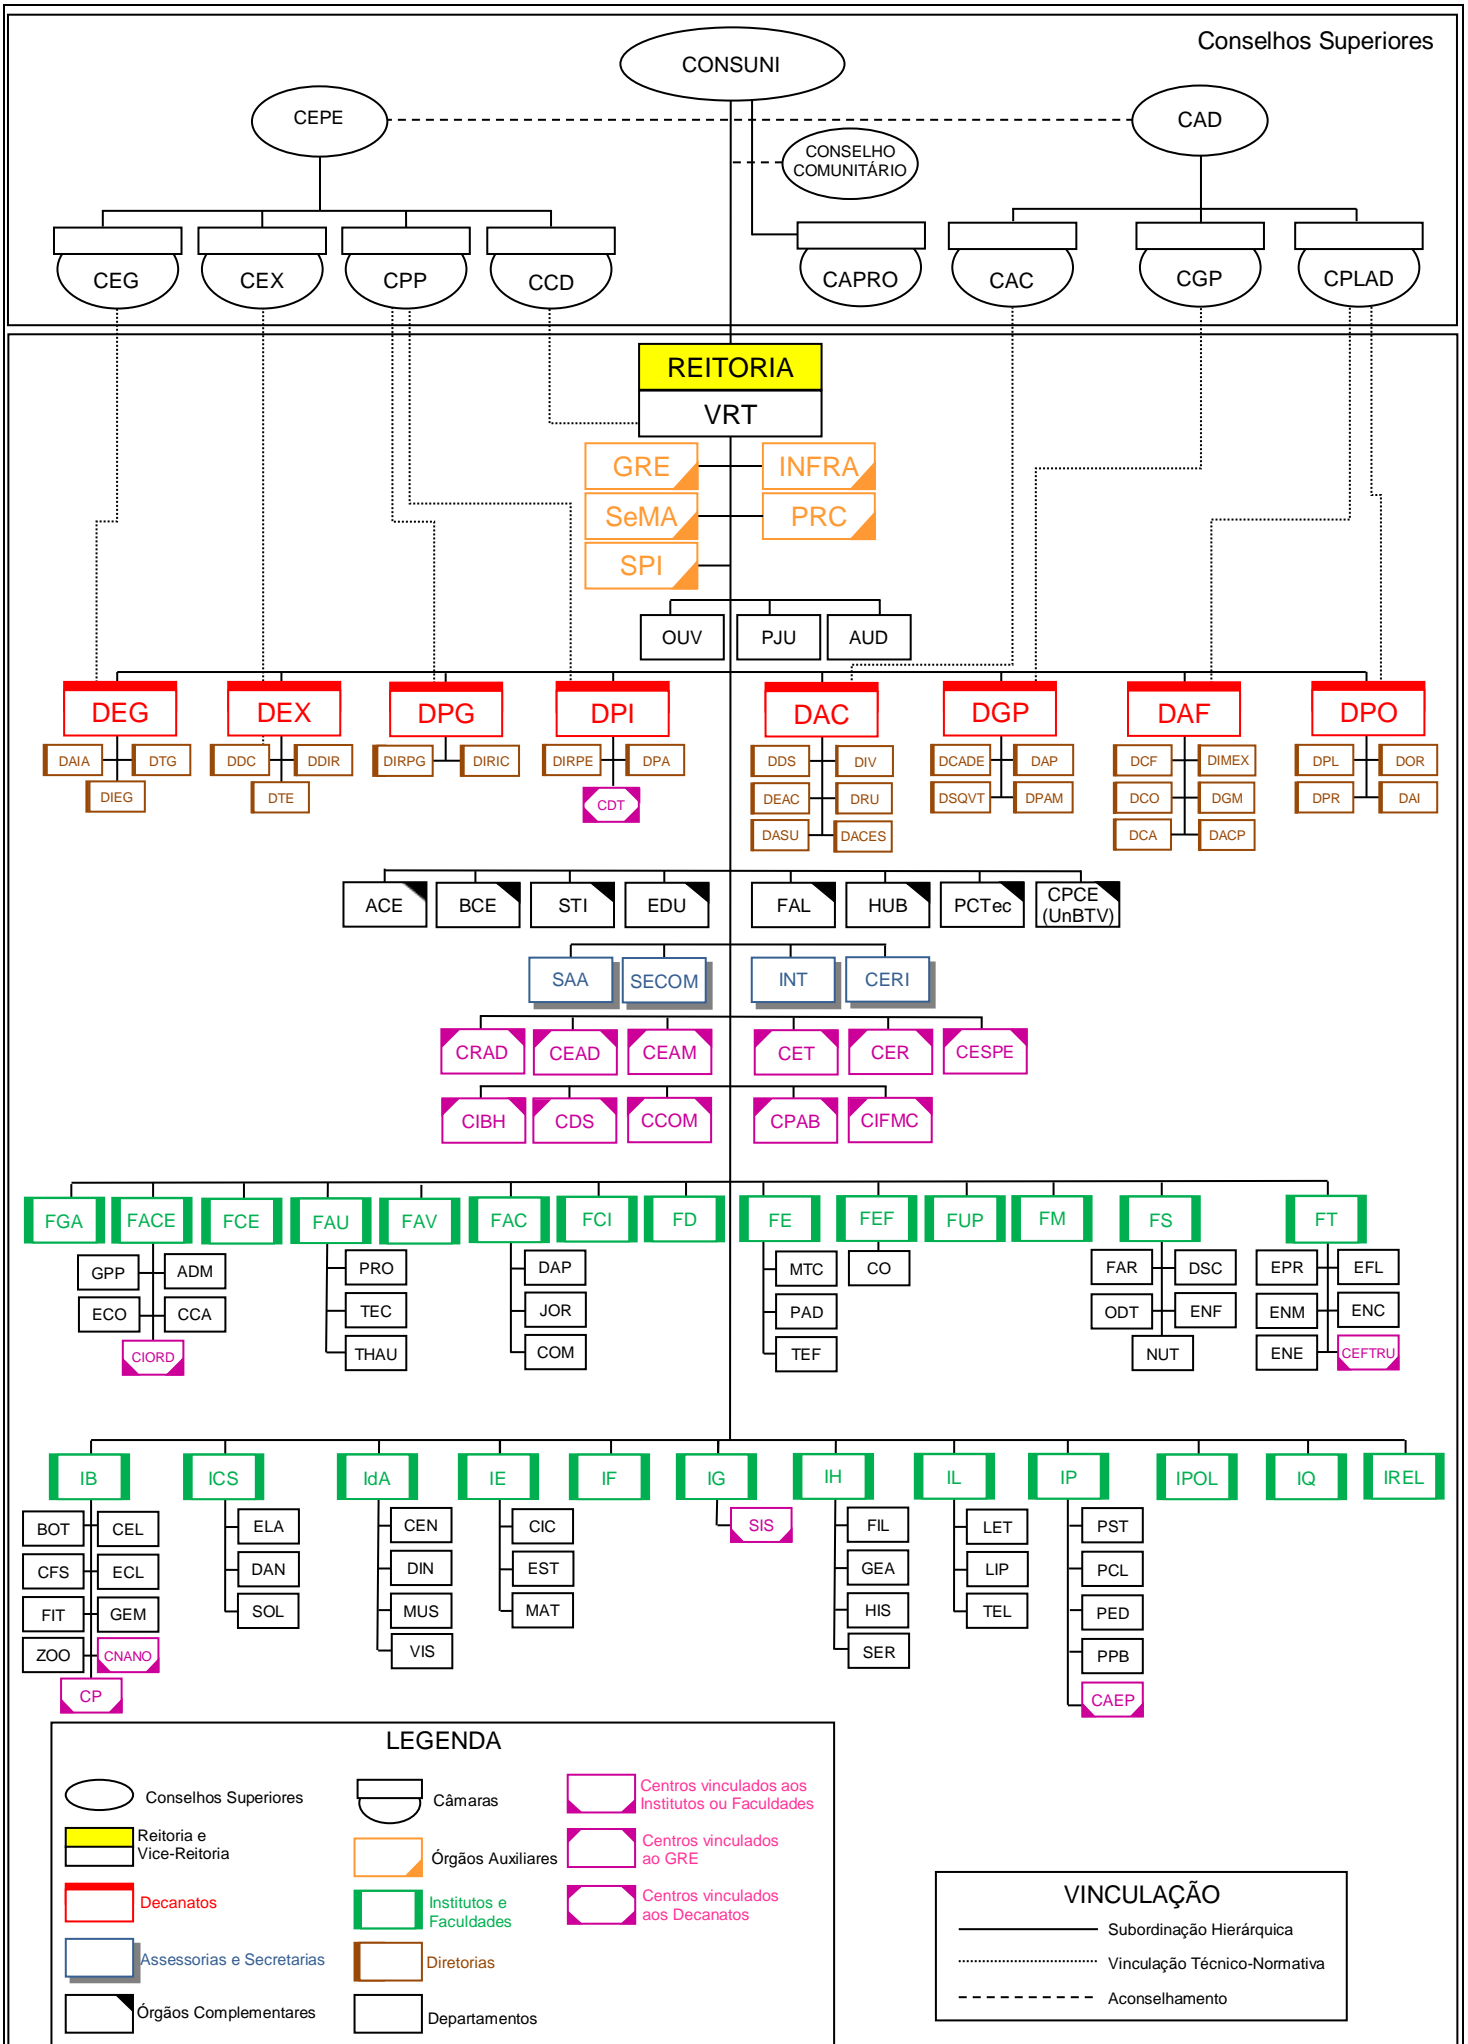 Conselhos Superiores
CONSUNI
CEPE
CAD
CONSELHO
COMUNITÁRIO
CEG
CEX
CPP
CCD
CAPRO
CAC
CGP
CPLAD
REITORIA
VRT
GRE
INFRA
SeMA
PRC
SPI
OUV
PJU
AUD
DEG
DEX
DPG
DPI
DAC
DGP
DAF
DPO
DAIA
DTG
DDC
DDIR
DIRPG
DIRIC
DIRPE
DPA
DDS
DIV
DCADE
DAP
DCF
DIMEX
DPL
DOR
DIEG
DTE
CDT
DEAC
DRU
DSQVT
DPAM
DCO
DGM
DPR
DAI
DASU
DACES
DCA
DACP
ACE
BCE
STI
EDU
FAL
HUB
PCTec
CPCE
(UnBTV)
SAA
SECOM
INT
CERI
CRAD
CEAD
CEAM
CET
CER
CESPE
CIBH
CDS
CCOM
CPAB
CIFMC
FGA
FACE
FCE
FAU
FAV
FAC
FCI
FD
FE
FEF
FUP
FM
FS
FT
GPP
ADM
PRO
DAP
MTC
CO
FAR
DSC
EPR
EFL
ECO
CCA
TEC
JOR
PAD
ODT
ENF
ENM
ENC
CIORD
THAU
COM
TEF
NUT
ENE
CEFTRU
IB
ICS
IdA
IE
IF
IG
IH
IL
IP
IPOL
IQ
IREL
BOT
CEL
ELA
CEN
CIC
SIS
FIL
LET
PST
CFS
ECL
DAN
DIN
EST
GEA
LIP
PCL
FIT
GEM
SOL
MUS
MAT
HIS
TEL
PED
ZOO
CNANO
VIS
SER
PPB
CP
CAEP
LEGENDA
Conselhos Superiores
Câmaras
Centros vinculados aos
Institutos ou Faculdades
Reitoria e
Vice-Reitoria
Órgãos Auxiliares
Centros vinculados
ao GRE
Decanatos
Institutos e
Faculdades
Centros vinculados
aos Decanatos
Assessorias e Secretarias
Diretorias
Órgãos Complementares
Departamentos
VINCULAÇÃO
Subordinação Hierárquica
Vinculação Técnico-Normativa
Aconselhamento